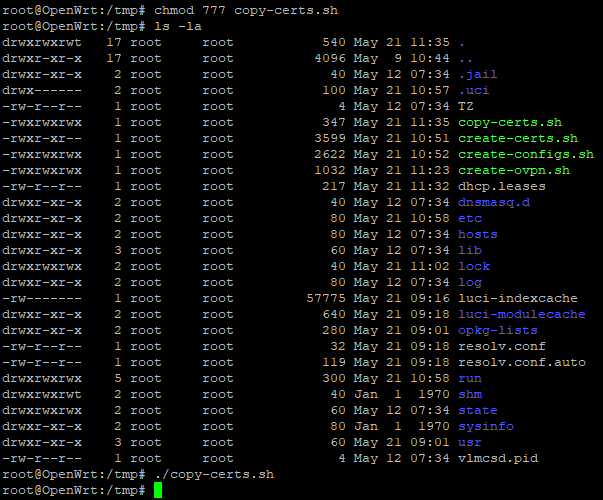 root@OpenWrt:/tmp# chmod 777 copy-certs.sh
root@OpenWrt:/tmp# ls -la
drwxrwxrwt 17 root root 540 May 21 11:35 .
drwxr-xr-x 17 root root 4096 May 9 10:44 ..
drwxr-xr-x 2 root root 40 May 12 07:34 .jail
drwx------ 2 root root 100 May 21 10:57 .uci
-rw-r--r-- 1 root root 4 May 12 07:34 TZ
-rwxrwxrwx 1 root root 347 May 21 11:35 copy-certs.sh
-rwxr-xr-- 1 root root 3599 May 21 10:51 create-certs.sh
-rwxrwxrwx 1 root root 2622 May 21 10:52 create-configs.sh
-rwxr-xr-- 1 root root 1032 May 21 11:23 create-ovpn.sh
-rw-r--r-- 1 root root 217 May 21 11:32 dhcp.leases
drwxr-xr-x 2 root root 40 May 12 07:34 dnsmasq.d
drwxr-xr-x 2 root root 80 May 21 10:58 etc
drwxr-xr-x 2 root root 80 May 12 07:34 hosts
drwxr-xr-x 3 root root 60 May 12 07:34 lib
drwxr-xr-x 2 root root 40 May 21 11:02 lock
drwxr-xr-x 2 root root 80 May 12 07:34 log
-rw------- 1 root root 57775 May 21 09:16 luci-indexcache
drwxr-xr-x 2 root root 640 May 21 09:18 luci-modulecache
drwxr-xr-x 2 root root 280 May 21 09:01 opkg-lists
-rw-r--r-- 1 root root 32 May 21 09:18 resolv.conf
-rw-r--r-- 1 root root 119 May 21 09:18 resolv.conf.auto
drwxrwxrwx 5 root root 300 May 21 10:58 run
drwxrwxrwt 2 root root 40 Jan 1 1970 shm
drwxrwxrwx 2 root root 60 May 12 07:34 state
drwxr-xr-x 2 root root 80 Jan 1 1970 sysinfo
drwxr-xr-x 3 root root 60 May 21 09:01 usr
-rw-r--r-- 1 root root 4 May 12 07:34 vlmcsd.pid
root@OpenWrt:/tmp# ./copy-certs.sh
root@OpenWrt:/tmp#